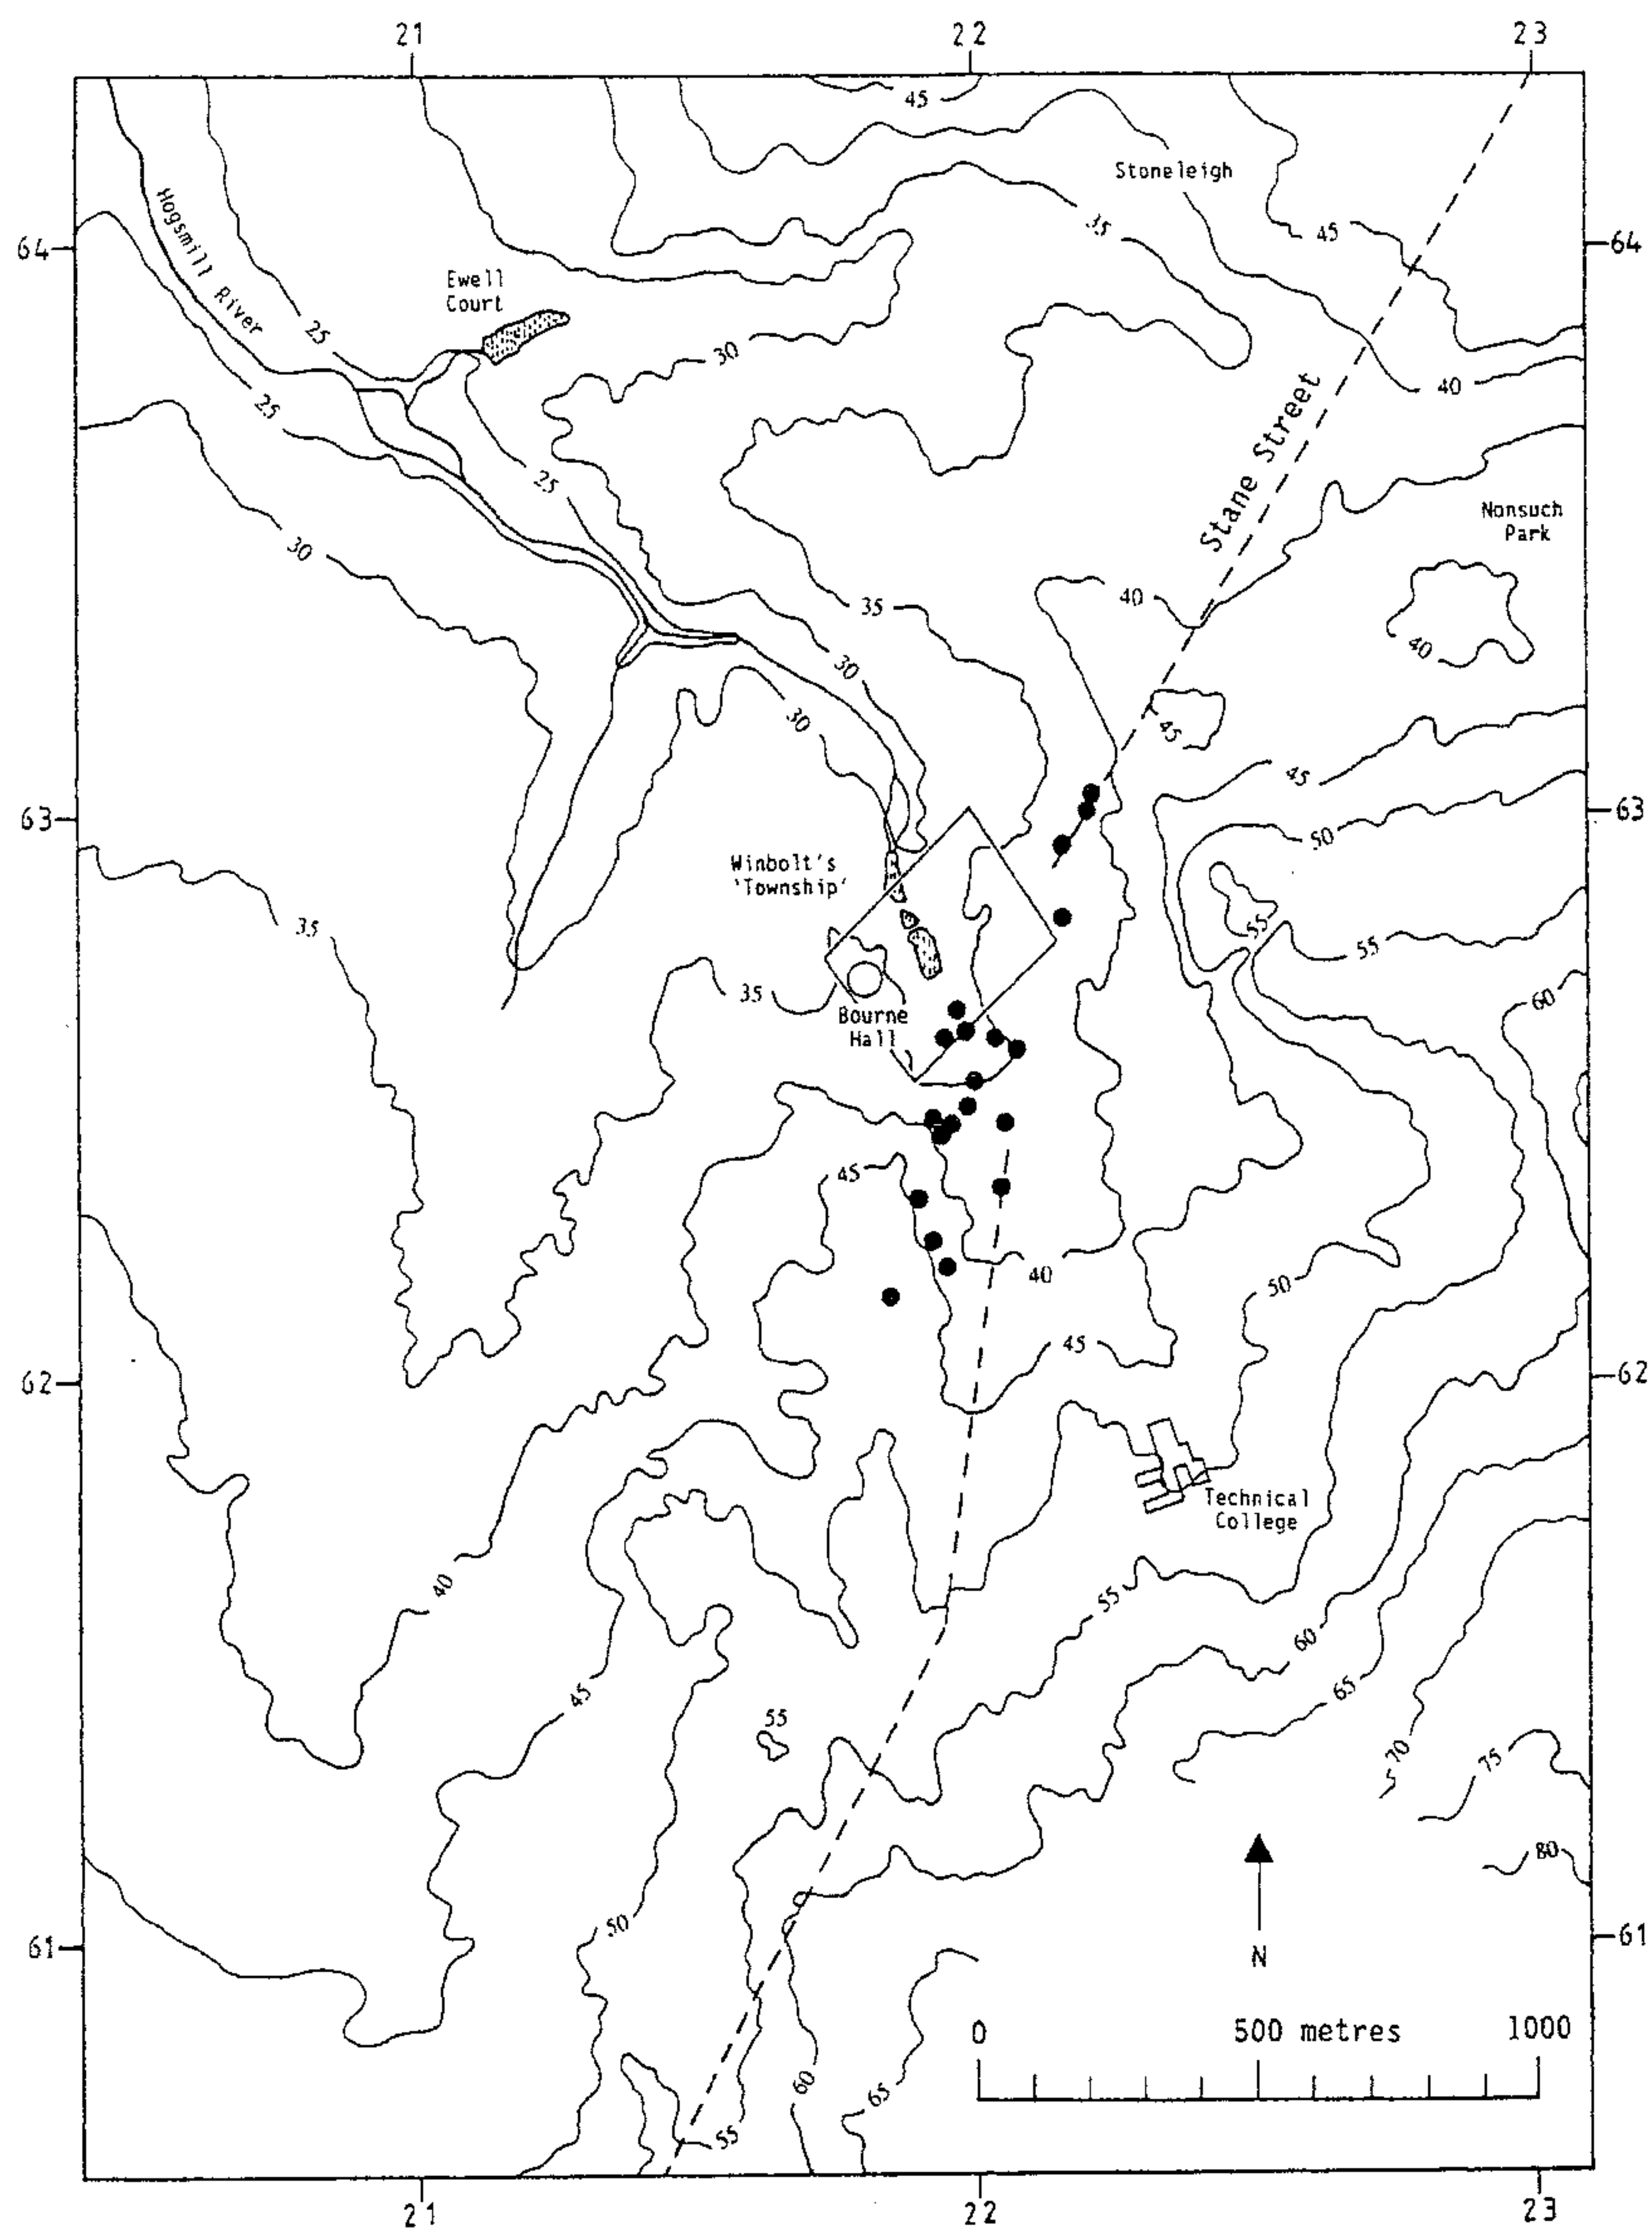 21 22 23
45
Stoneleigh
Hogsmill River
35
45
64 64
Ewell
Court
25
30
40
25
Stane Street
25
Nonsuch
Park
30
40
35
40
30
30
45
45
63 63
50
Winbolt's
'Township'
35
55
55
35
60
Bourne
Hall
45
40
50
45
62 62
Technical
College
40
55
60
45
65
55
70
75
80
50
61 61
N
0 500 metres 1000
60
65
55
21 22 23